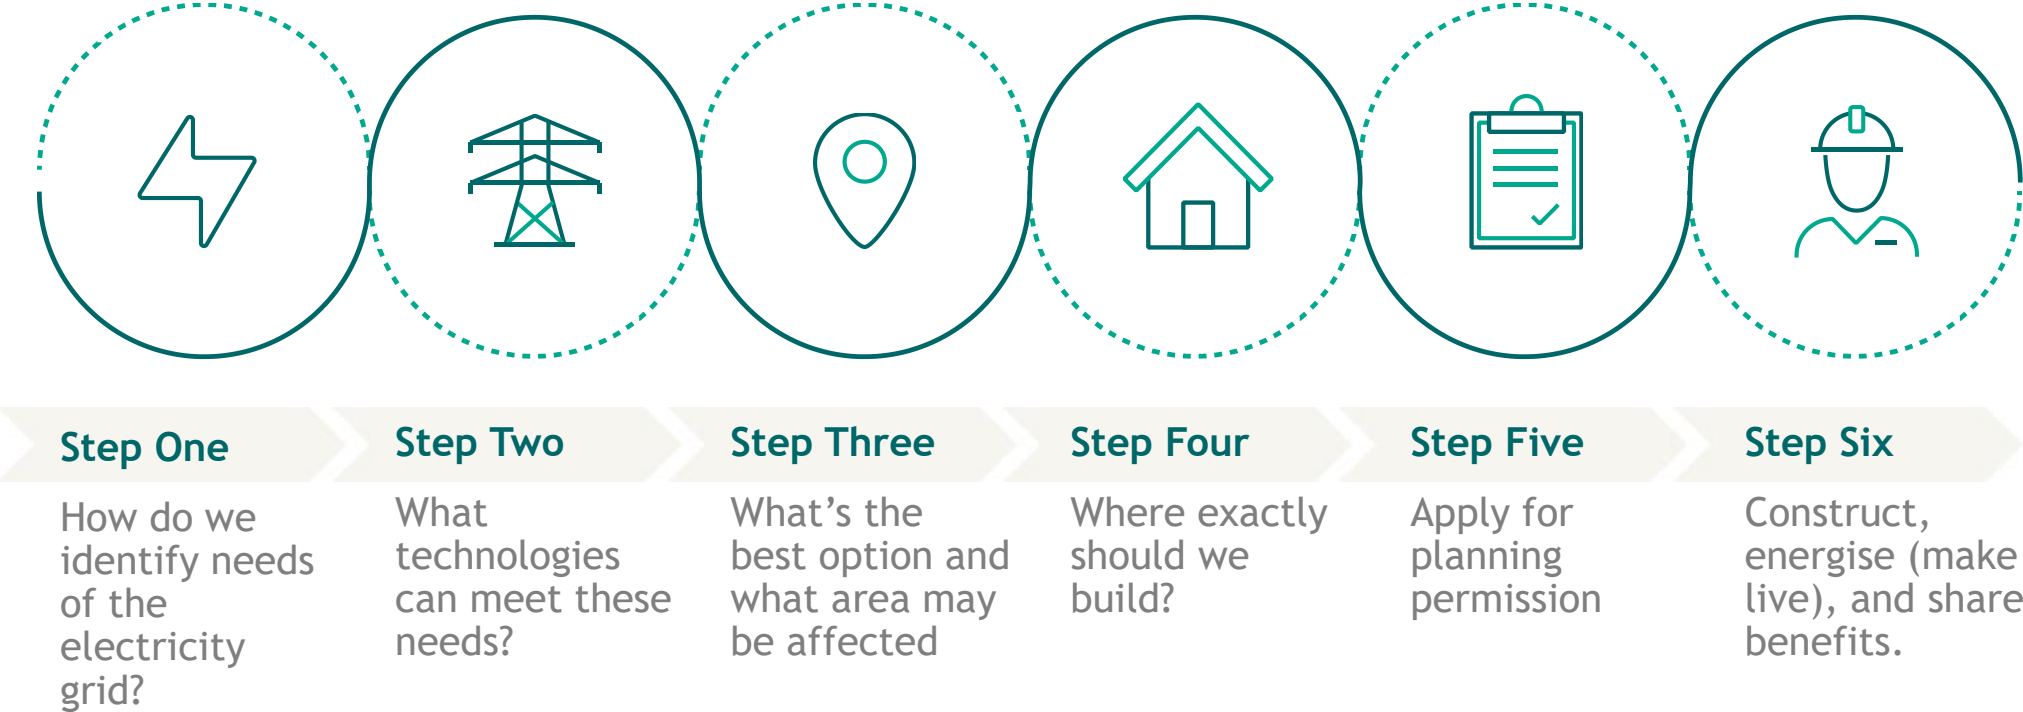 Step One
How do we
identify needs
of the
electricity
grid?
Step Two
What
technologies
can meet these
needs?
Step Three
What’s the
best option and
what area may
be affected
Step Four
Where exactly
should we
build?
Step Five
Apply for
planning
permission
Step Six
Construct,
energise (make
live), and share
benefits.